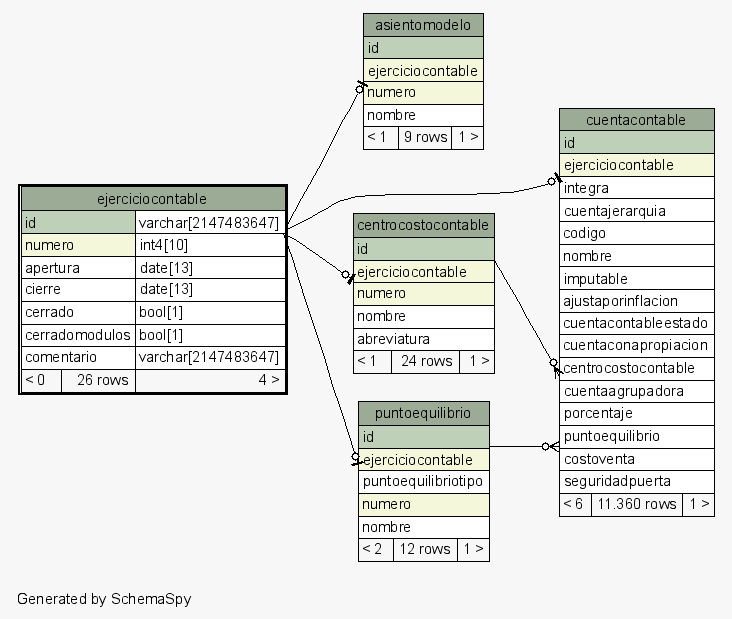 asientomodelo
id
ejerciciocontable
numero
nombre
< 1 9 rows 1 >
cuentacontable
id
ejerciciocontable
integra
cuentajerarquia
codigo
nombre
imputable
ajustaporinflacion
cuentacontableestado
cuentaconapropiacion
centrocostocontable
cuentaagrupadora
porcentaje
puntoequilibrio
costoventa
seguridadpuerta
< 6 11.360 rows 1 >
ejerciciocontable
id varchar[2147483647]
numero int4[10]
apertura date[13]
cierre date[13]
cerrado bool[1]
cerradomodulos bool[1]
comentario varchar[2147483647]
< 0 26 rows 4 >
centrocostocontable
id
ejerciciocontable
numero
nombre
abreviatura
< 1 24 rows 1 >
puntoequilibrio
id
ejerciciocontable
puntoequilibriotipo
numero
nombre
< 2 12 rows 1 >
Generated by SchemaSpy